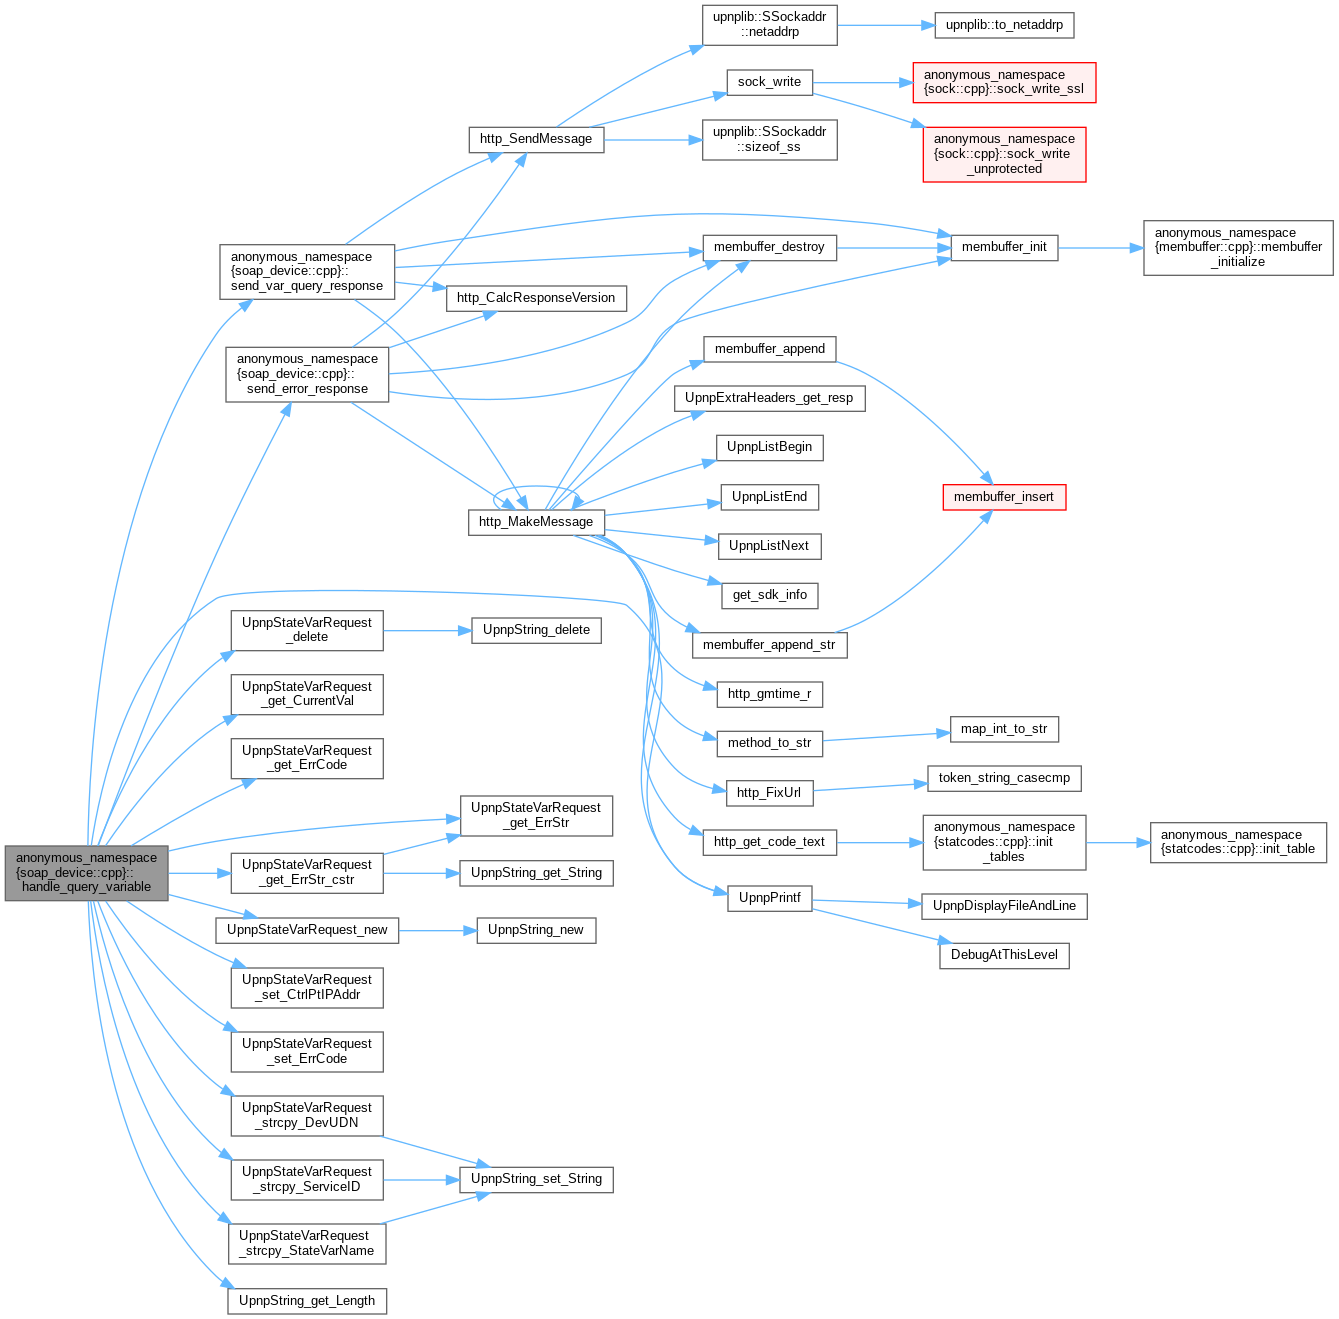 anonymous_namespace
{soap_device::cpp}::
handle_query_variable
anonymous_namespace
{soap_device::cpp}::
send_var_query_response
anonymous_namespace
{soap_device::cpp}::
send_error_response
UpnpStateVarRequest
_delete
UpnpStateVarRequest
_get_CurrentVal
UpnpStateVarRequest
_get_ErrCode
UpnpStateVarRequest
_get_ErrStr_cstr
UpnpStateVarRequest_new
UpnpStateVarRequest
_set_CtrlPtIPAddr
UpnpStateVarRequest
_set_ErrCode
UpnpStateVarRequest
_strcpy_DevUDN
UpnpStateVarRequest
_strcpy_ServiceID
UpnpStateVarRequest
_strcpy_StateVarName
UpnpString_get_Length
http_SendMessage
http_CalcResponseVersion
http_MakeMessage
UpnpString_delete
UpnpStateVarRequest
_get_ErrStr
UpnpString_get_String
UpnpString_new
UpnpString_set_String
upnplib::SSockaddr
::netaddrp
sock_write
upnplib::SSockaddr
::sizeof_ss
membuffer_destroy
membuffer_append
UpnpExtraHeaders_get_resp
UpnpListBegin
UpnpListEnd
UpnpListNext
get_sdk_info
membuffer_append_str
http_gmtime_r
method_to_str
http_FixUrl
http_get_code_text
UpnpPrintf
upnplib::to_netaddrp
anonymous_namespace
{sock::cpp}::sock_write_ssl
anonymous_namespace
{sock::cpp}::sock_write
_unprotected
membuffer_init
membuffer_insert
map_int_to_str
token_string_casecmp
anonymous_namespace
{statcodes::cpp}::init
_tables
UpnpDisplayFileAndLine
DebugAtThisLevel
anonymous_namespace
{membuffer::cpp}::membuffer
_initialize
anonymous_namespace
{statcodes::cpp}::init_table